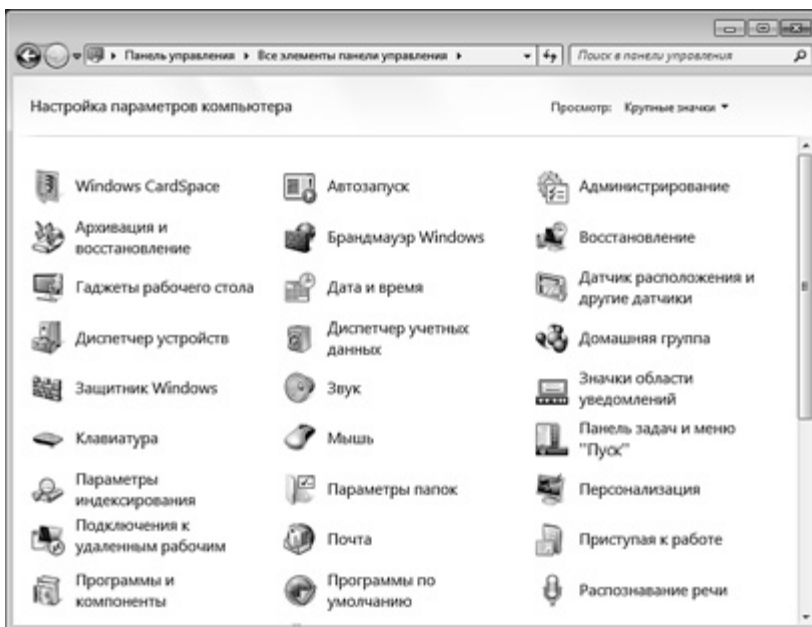 Панель управления Все элементы панели управления Поиск в панели управления
Настройка параметров компьютера Просмотр: Крупные значки
Windows CardSpace Автозапуск Администрирование
Архивация и
восстановление Брандмауэр Windows Восстановление
Гаджеты рабочего стола Дата и время Датчик расположения и
другие датчики
Диспетчер устройств Диспетчер учетных
данных Домашняя группа
Защитник Windows Звук Значки области
уведомлений
Клавиатура Мышь Панель задач и меню
"Пуск"
Параметры
индексирования Параметры папок Персонализация
Подключения к
удаленным рабочим Почта Приступая к работе
Программы и
компоненты Программы по
умолчанию Распознавание речи